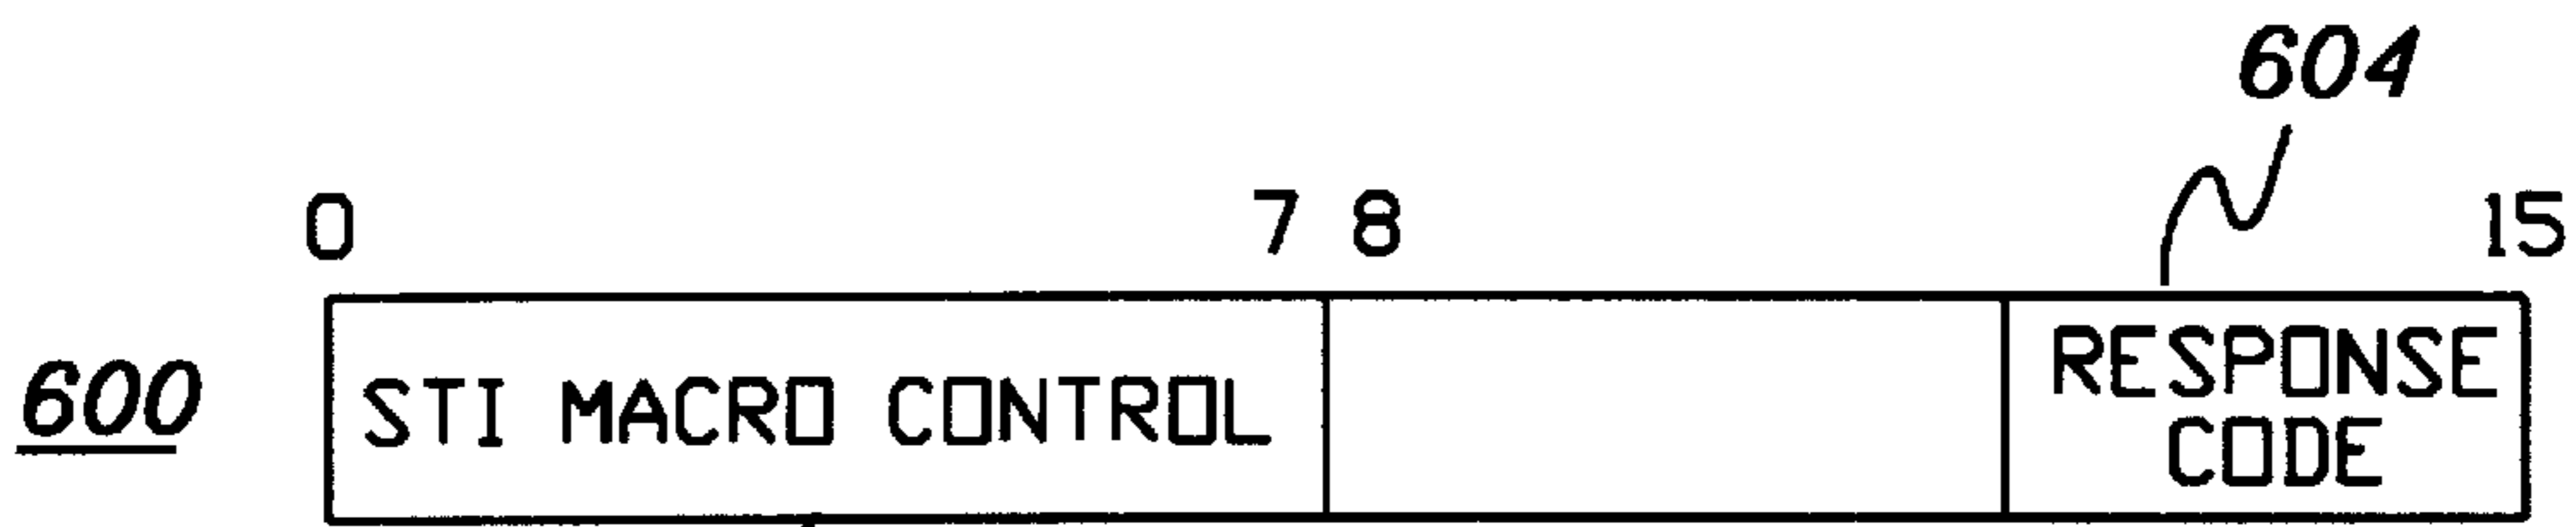 604
0 7 8 15
600
STI MACRO CONTROL
RESPONSE
CODE